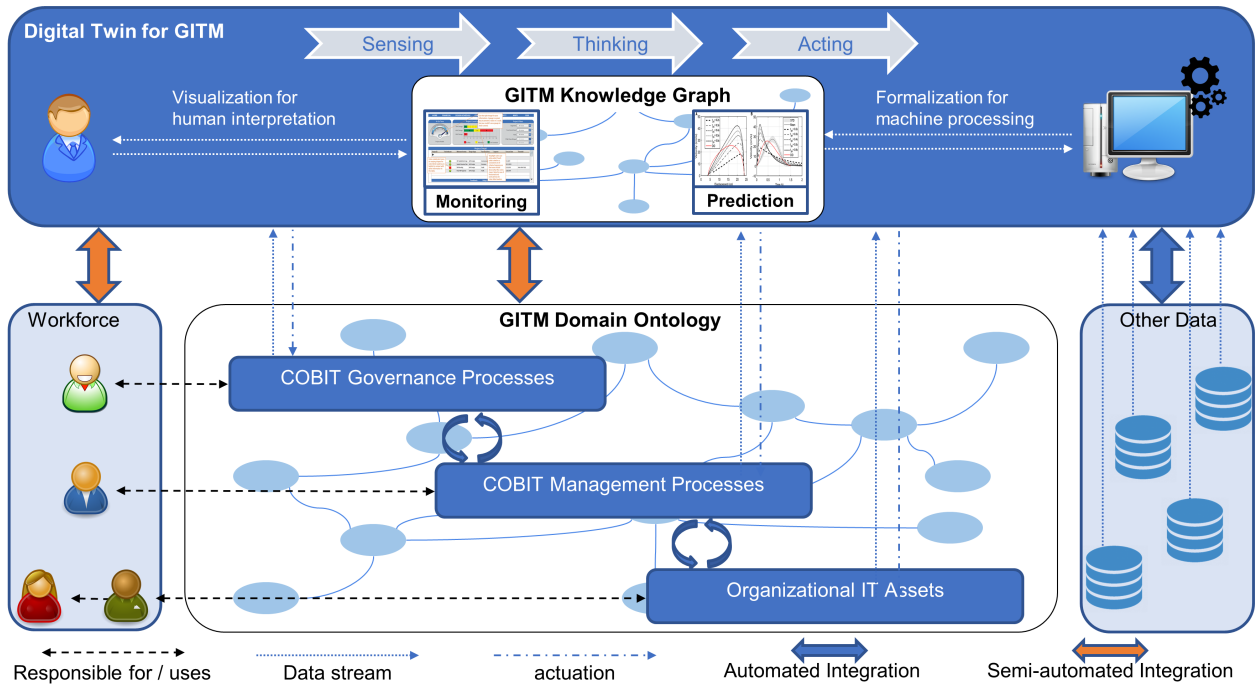 Digital Twin for GITM
Sensing
Thinking
Acting
Visualization for
human interpretation
GITM Knowledge Graph
Monitoring
Prediction
Formalization for
machine processing
Workforce
GITM Domain Ontology
COBIT Governance Processes
COBIT Management Processes
Organizational IT Assets
Other Data
Responsible for / uses
Data stream
actuation
Automated Integration
Semi-automated Integration